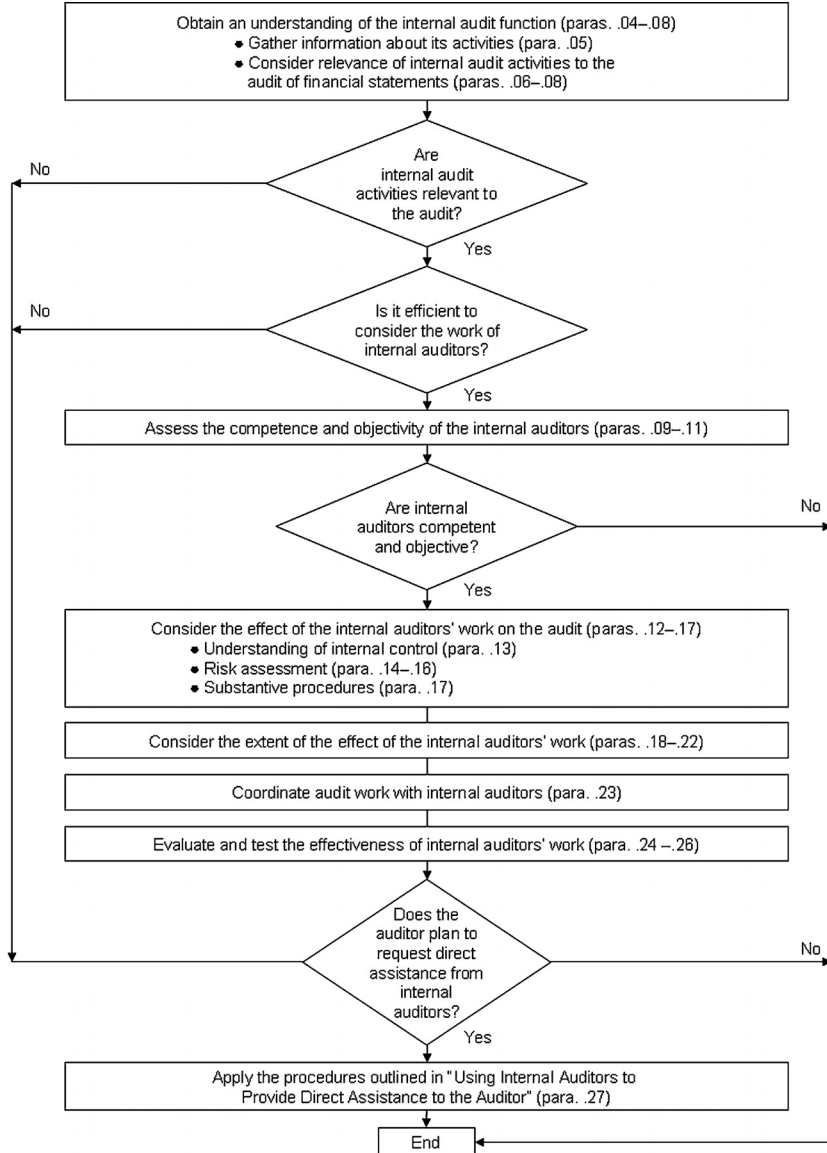 Obtain an understanding of the internal audit function (paras. .04–.08)
● Gather information about its activities (para. .05)
● Consider relevance of internal audit activities to the
audit of financial statements (paras. .06–.08)
Are
internal audit
activities relevant to
the audit?
No
Yes
Is it efficient to
consider the work of
internal auditors?
No
Yes
Assess the competence and objectivity of the internal auditors (paras. .09–.11)
Are internal
auditors competent
and objective?
No
Yes
Consider the effect of the internal auditors' work on the audit (paras. .12–.17)
● Understanding of internal control (para. .13)
● Risk assessment (para. .14–.16)
● Substantive procedures (para. .17)
Consider the extent of the effect of the internal auditors' work (paras. .18–.22)
Coordinate audit work with internal auditors (para. .23)
Evaluate and test the effectiveness of internal auditors' work (para. .24 –.26)
Does the
auditor plan to
request direct
assistance from
internal
auditors?
No
Yes
Apply the procedures outlined in "Using Internal Auditors to
Provide Direct Assistance to the Auditor" (para. .27)
End